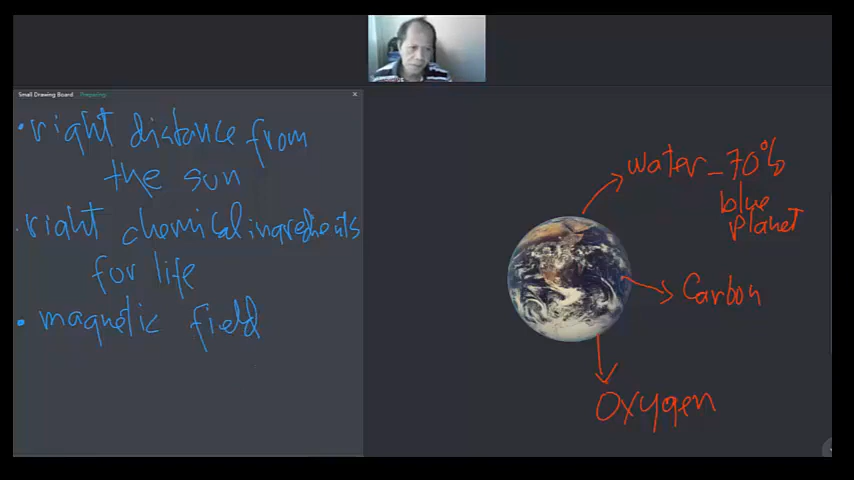 Small Drawing Board Preparing
• right distance from
the sun
• right chemical ingredients
for life
• magnetic field
water - 70%
blue
planet
Carbon
Oxygen